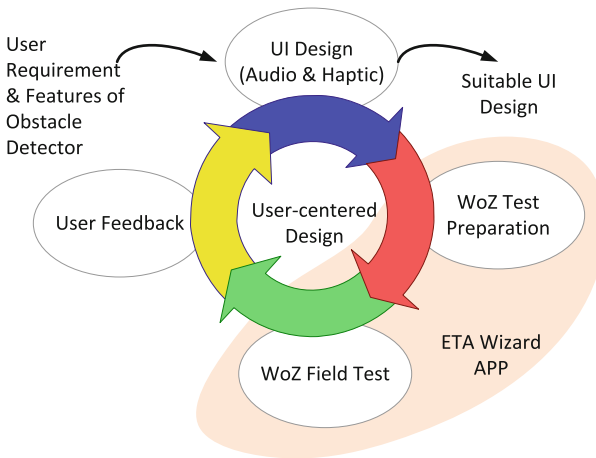 User
Requirement
& Features of
Obstacle
Detector
UI Design
(Audio & Haptic)
Suitable UI
Design
User Feedback
User-centered
Design
WoZ Test
Preparation
WoZ Field Test
ETA Wizard
APP